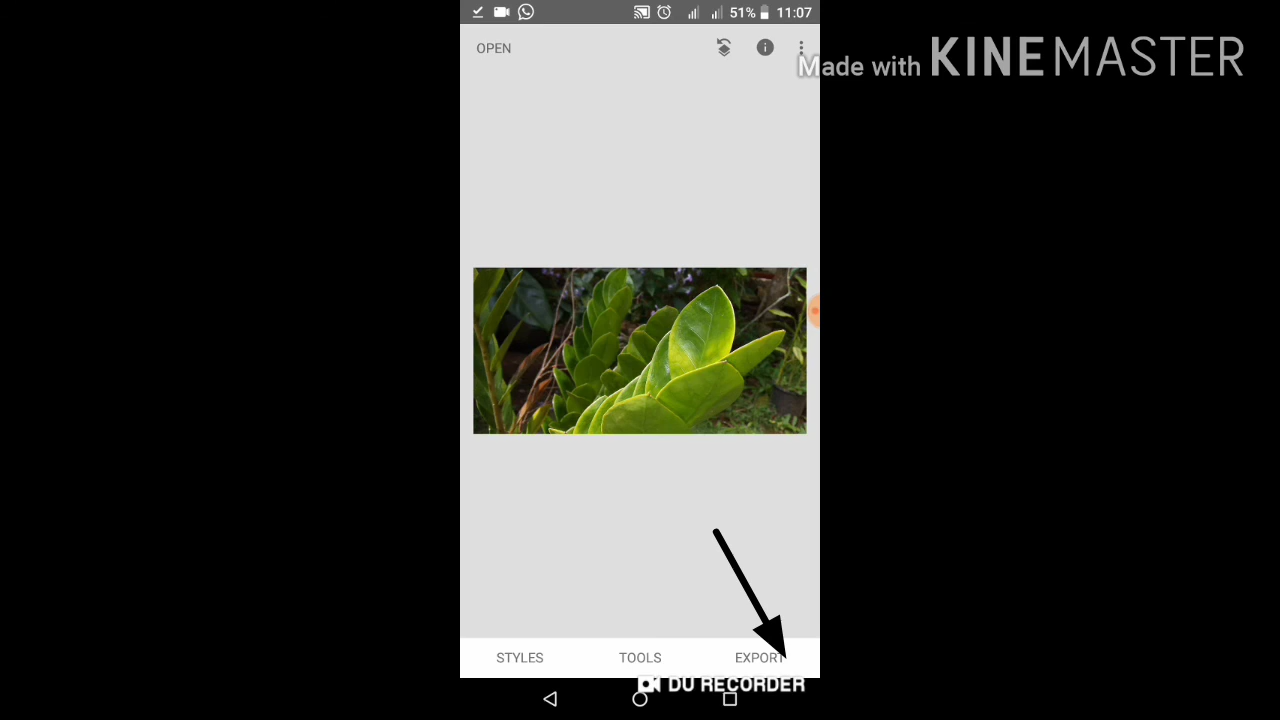 51% 11:07
OPEN
Made with KINEMASTER
STYLES TOOLS EXPORT
DU RECORDER